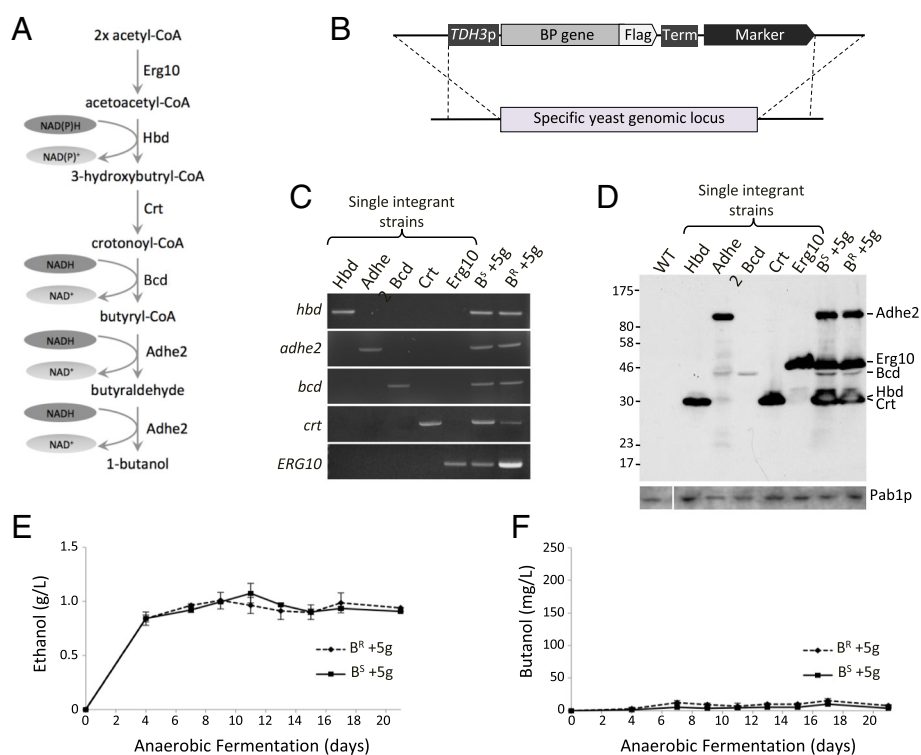 A
2x acetyl-CoA
Erg10
acetoacetyl-CoA
NAD(P)H
Hbd
NAD(P)⁺
3-hydroxybutryl-CoA
Crt
crotonoyl-CoA
NADH
Bcd
NAD⁺
butyryl-CoA
NADH
Adhe2
NAD⁺
butyraldehyde
NADH
Adhe2
NAD⁺
1-butanol
B
TDH3p BP gene Flag Term Marker
Specific yeast genomic locus
C
Single integrant
strains
Hbd Adhe2 Bcd Crt Erg10 Bˢ +5g Bᴿ +5g
hbd
adhe2
bcd
crt
ERG10
D
Single integrant
strains
WT Hbd Adhe2 Bcd Crt Erg10 Bˢ +5g Bᴿ +5g
175
80
58
46
30
23
17
Adhe2
Erg10
Bcd
Hbd
Crt
Pab1p
E
Ethanol (g/L)
1.5
1.0
0.5
0
0 2 4 6 8 10 12 14 16 18 20
Bᴿ +5g
Bˢ +5g
Anaerobic Fermentation (days)
F
Butanol (mg/L)
250
200
150
100
50
0
0 2 4 6 8 10 12 14 16 18 20
Bᴿ +5g
Bˢ +5g
Anaerobic Fermentation (days)